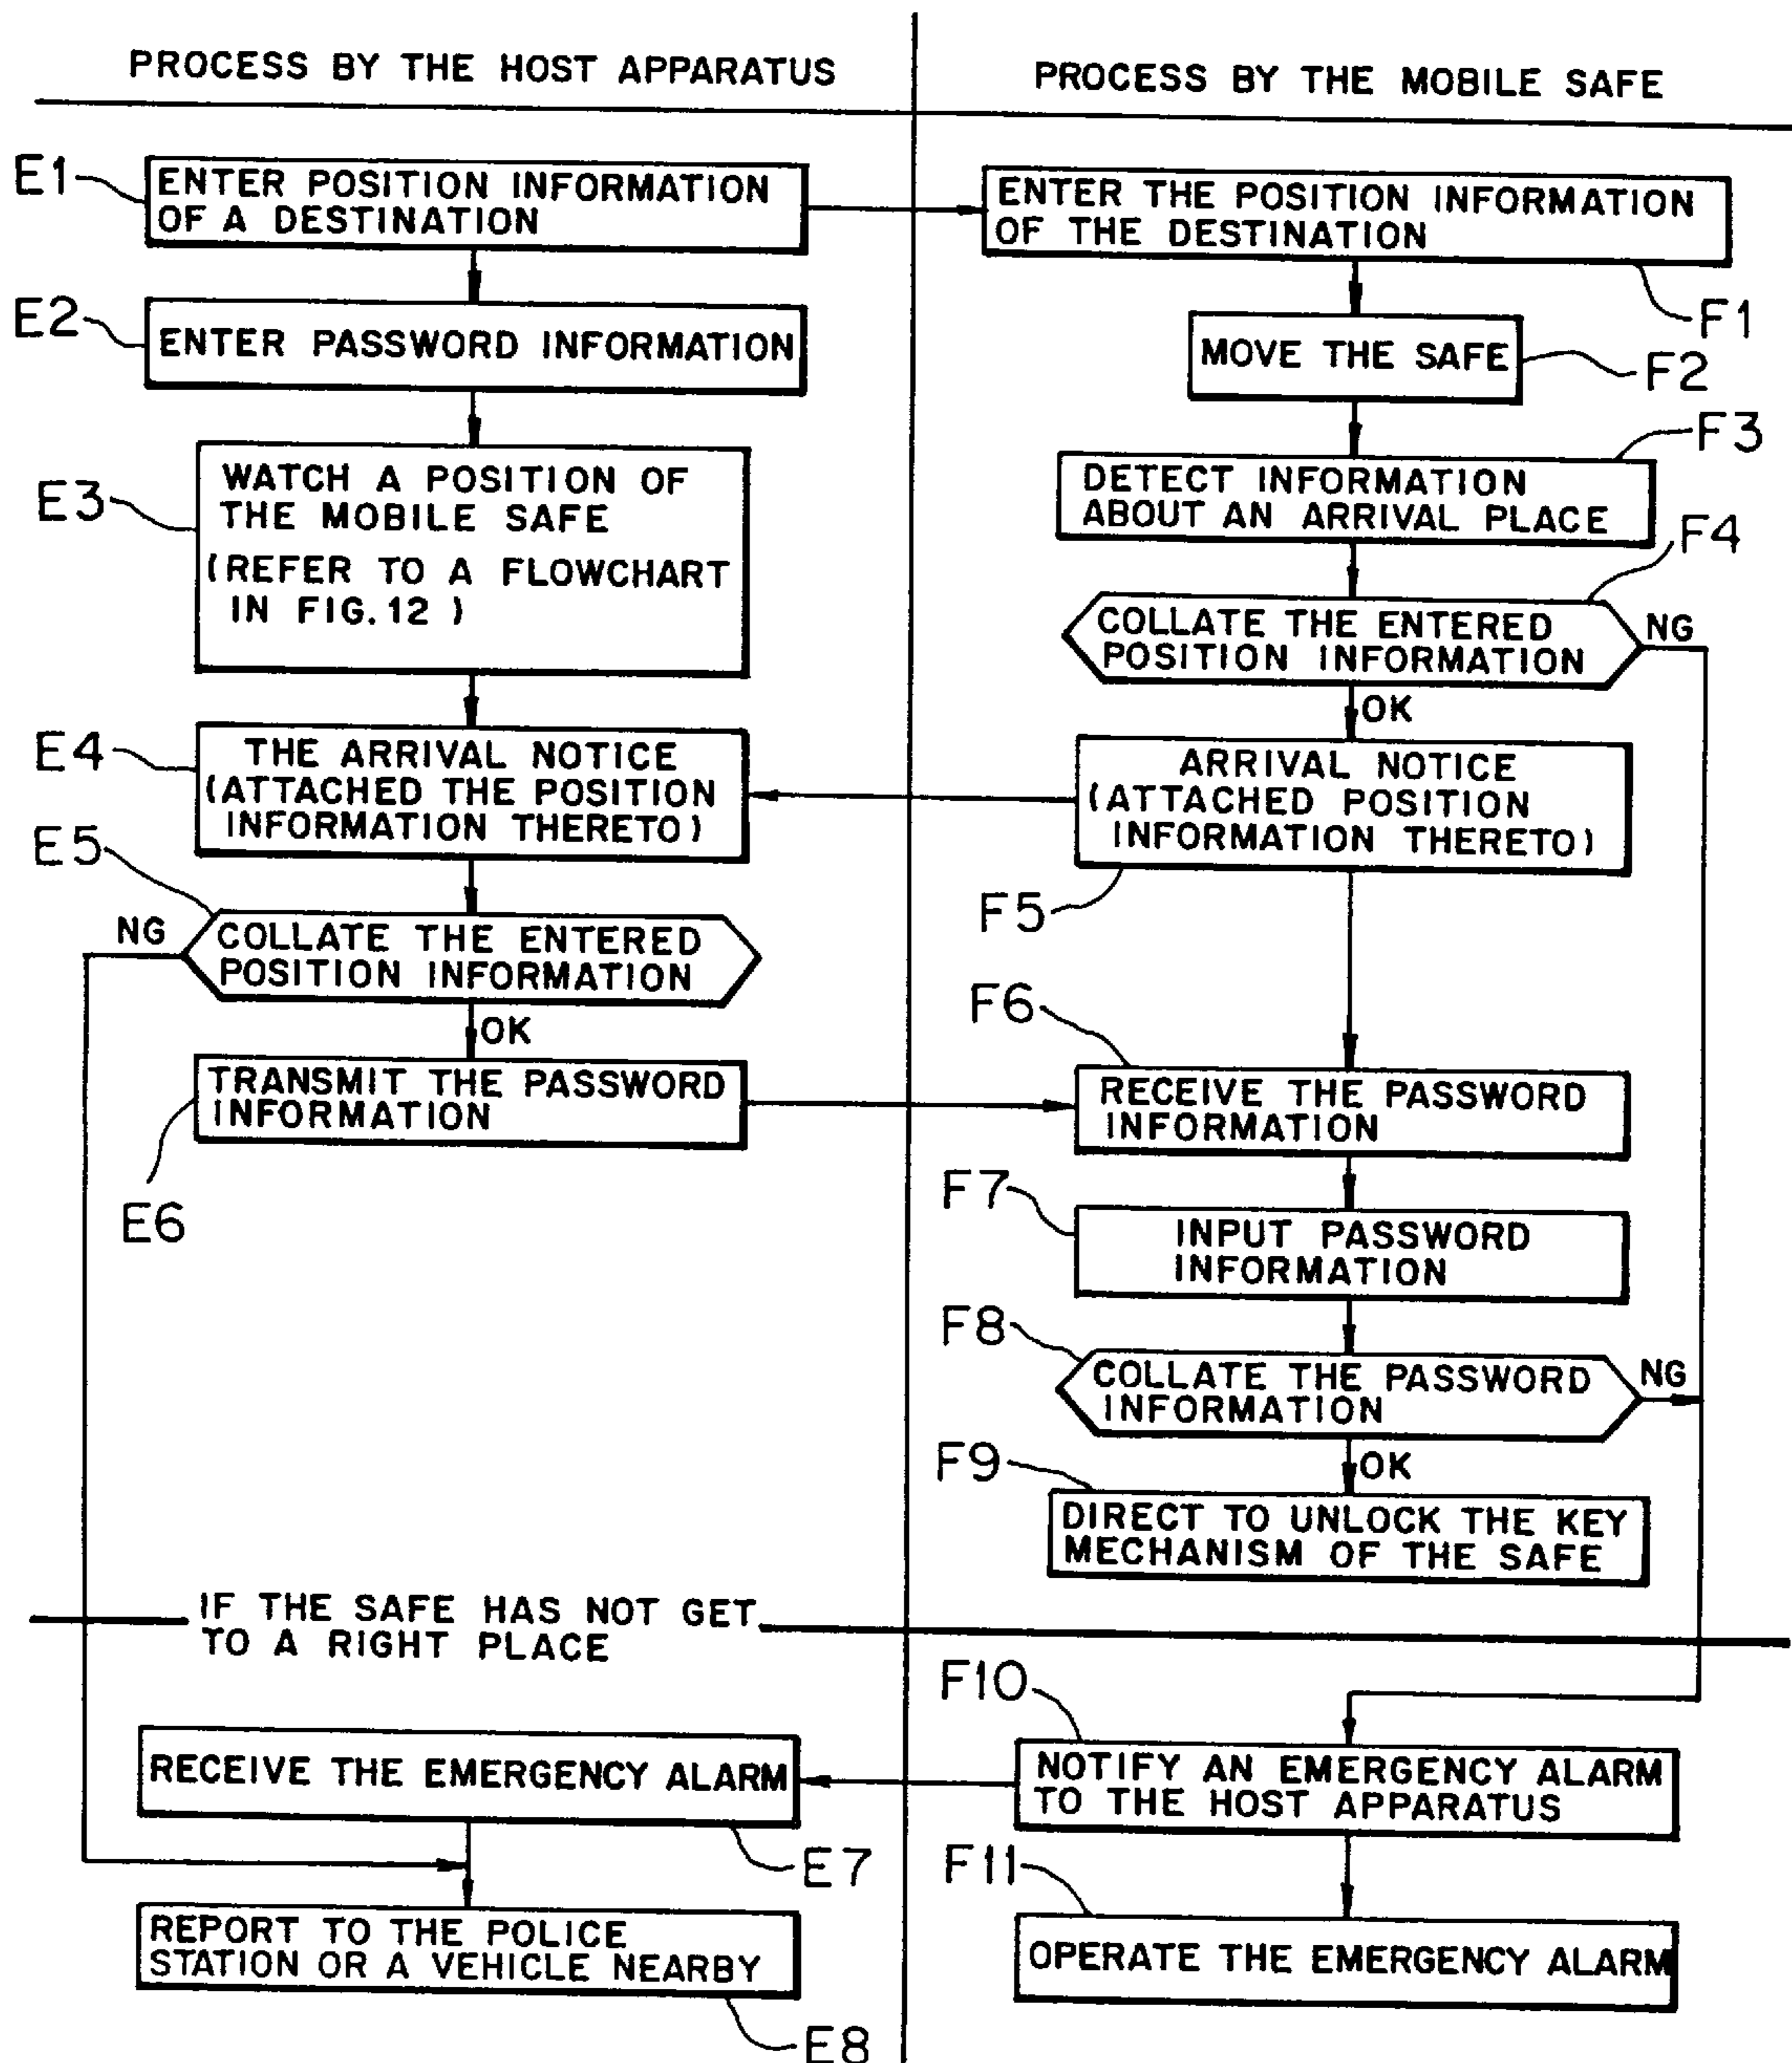 PROCESS BY THE HOST APPARATUS
PROCESS BY THE MOBILE SAFE
E1
ENTER POSITION INFORMATION
OF A DESTINATION
ENTER THE POSITION INFORMATION
OF THE DESTINATION
F1
E2
ENTER PASSWORD INFORMATION
MOVE THE SAFE
F2
E3
WATCH A POSITION OF
THE MOBILE SAFE
(REFER TO A FLOWCHART
IN FIG.12 )
F3
DETECT INFORMATION
ABOUT AN ARRIVAL PLACE
F4
COLLATE THE ENTERED
POSITION INFORMATION
NG
OK
E4
THE ARRIVAL NOTICE
(ATTACHED THE POSITION
INFORMATION THERETO)
ARRIVAL NOTICE
(ATTACHED POSITION
INFORMATION THERETO)
F5
E5
NG
COLLATE THE ENTERED
POSITION INFORMATION
OK
TRANSMIT THE PASSWORD
INFORMATION
E6
F6
RECEIVE THE PASSWORD
INFORMATION
F7
INPUT PASSWORD
INFORMATION
F8
COLLATE THE PASSWORD
INFORMATION
NG
OK
F9
DIRECT TO UNLOCK THE KEY
MECHANISM OF THE SAFE
IF THE SAFE HAS NOT GET
TO A RIGHT PLACE
F10
NOTIFY AN EMERGENCY ALARM
TO THE HOST APPARATUS
RECEIVE THE EMERGENCY ALARM
E7
F11
OPERATE THE EMERGENCY ALARM
REPORT TO THE POLICE
STATION OR A VEHICLE NEARBY
E8